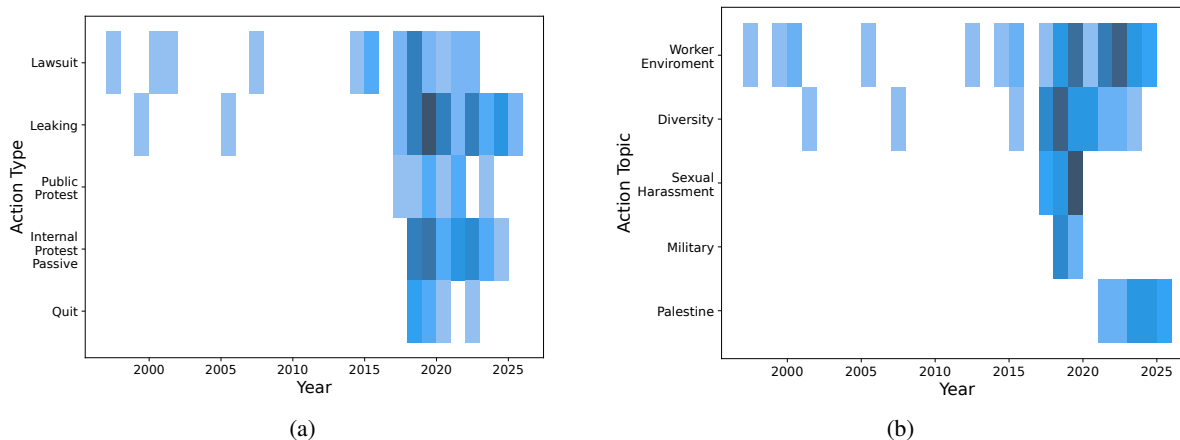 Action Type
Lawsuit
Leaking
Public
Protest
Internal
Protest
Passive
Quit
2000 2005 2010 2015 2020 2025
Year
(a)
Action Topic
Worker
Enviroment
Diversity
Sexual
Harassment
Military
Palestine
2000 2005 2010 2015 2020 2025
Year
(b)